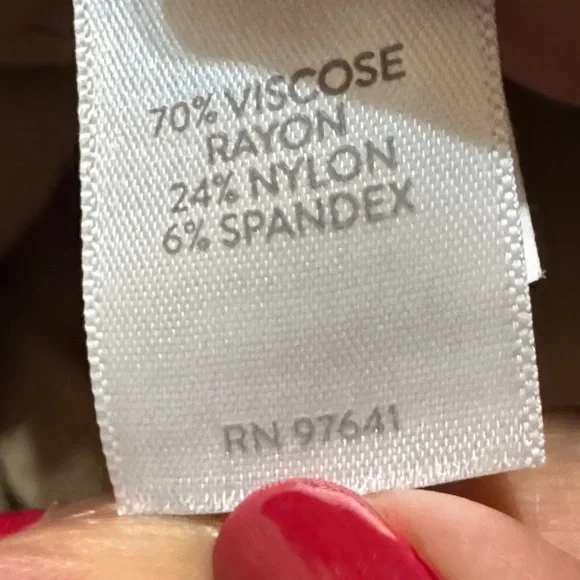 70% VISCOSE
RAYON
24% NYLON
6% SPANDEX
RN 97641